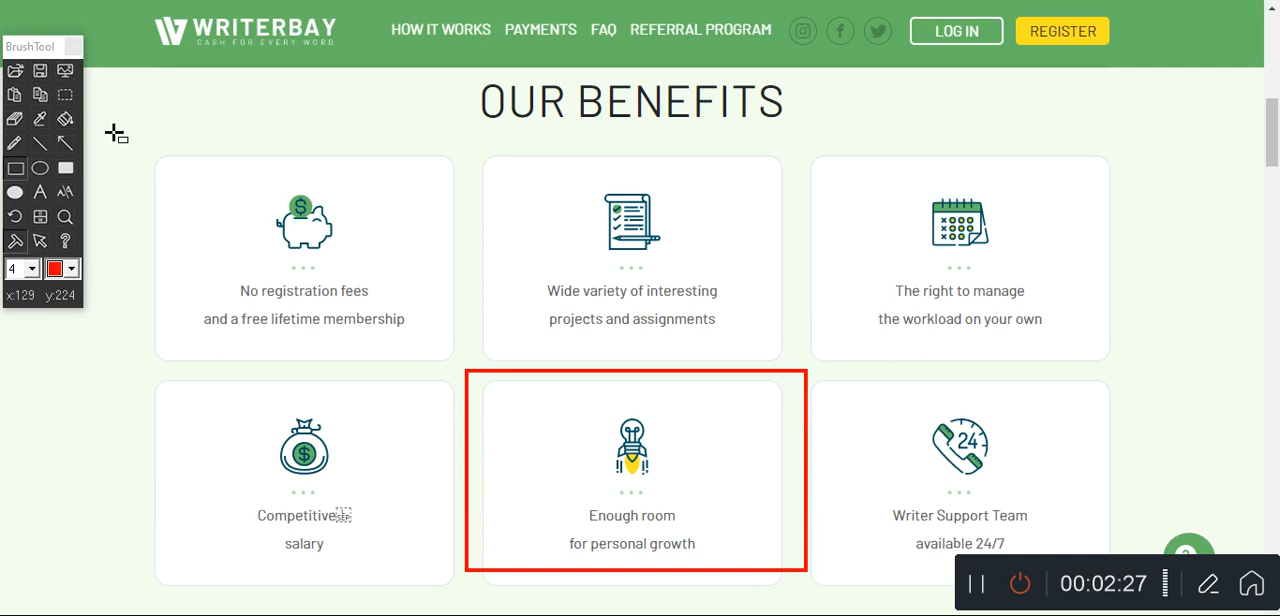 WRITERBAY
CASH FOR EVERY WORD
HOW IT WORKS PAYMENTS FAQ REFERRAL PROGRAM
LOG IN
REGISTER
BrushTool
4
x:129 y:224
OUR BENEFITS
$
No registration fees
and a free lifetime membership
Wide variety of interesting
projects and assignments
The right to manage
the workload on your own
$
Competitive
salary
Enough room
for personal growth
24
Writer Support Team
available 24/7
00:02:27